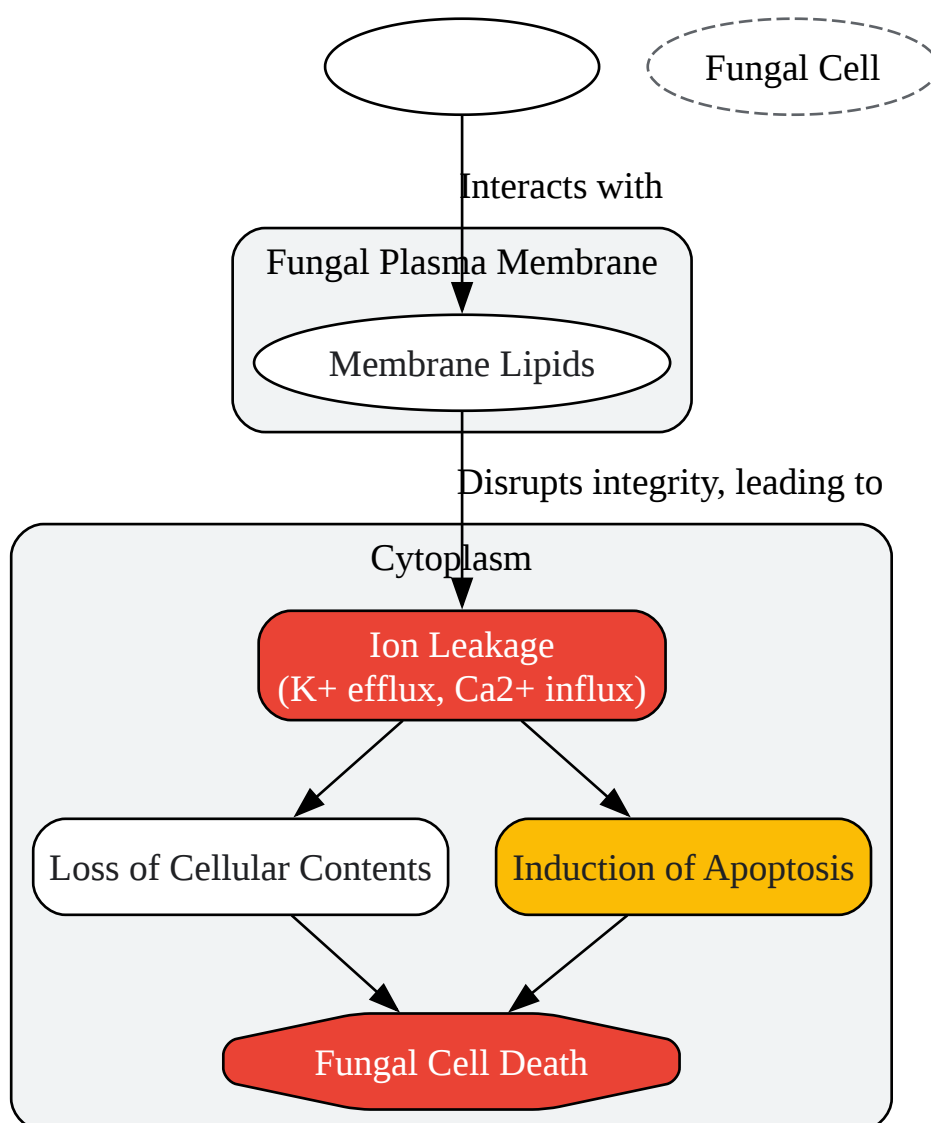 Fungal Cell
Interacts with
Fungal Plasma Membrane
Membrane Lipids
Disrupts integrity, leading to
Cytoplasm
Ion Leakage
(K+ efflux, Ca2+ influx)
Loss of Cellular Contents
Induction of Apoptosis
Fungal Cell Death